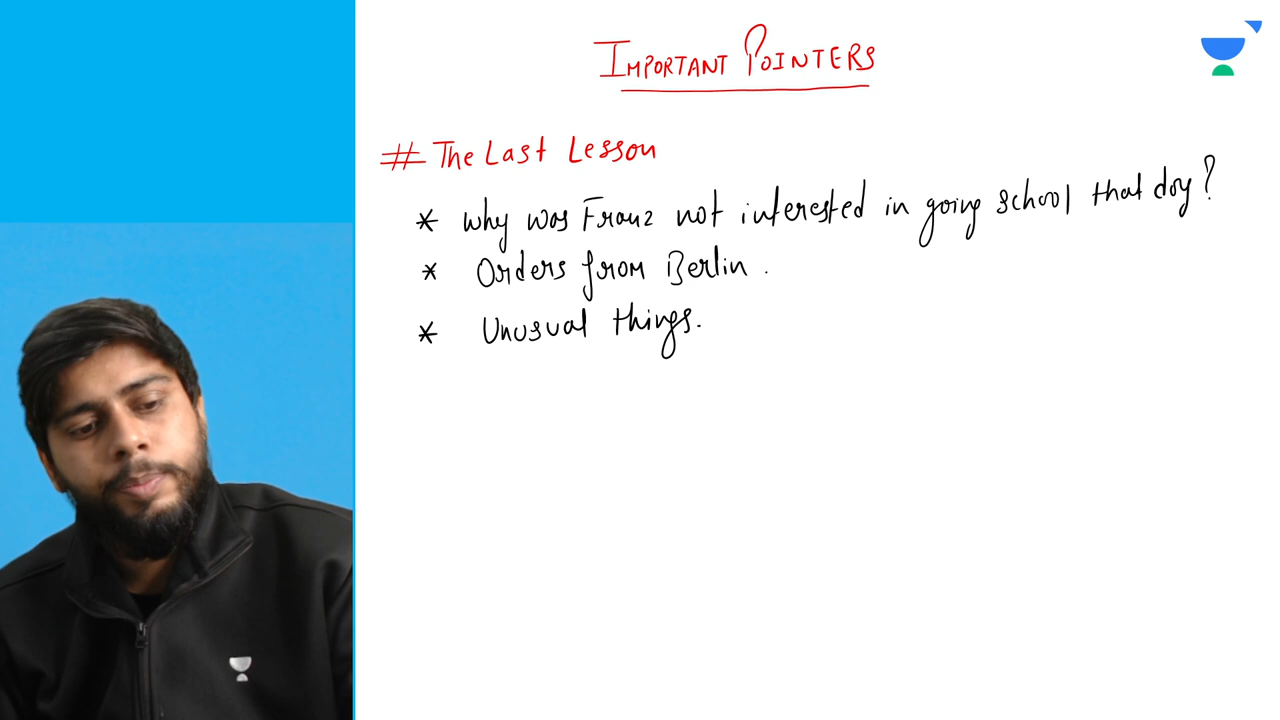 IMPORTANT POINTERS
# The Last Lesson
* why was Franz not interested in going school that day?
* Orders from Berlin.
* Unusual things.